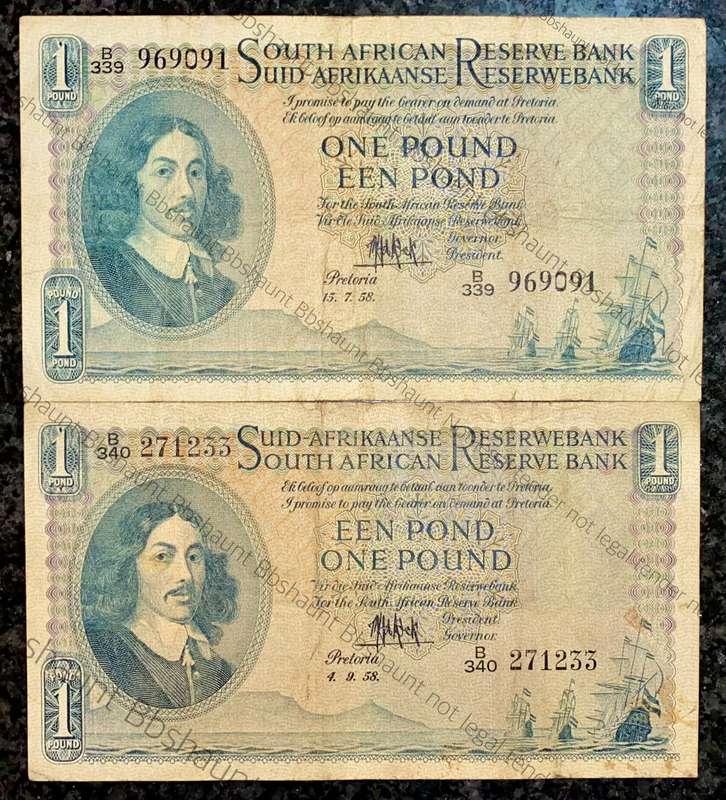 1
POUND
B/339 969091
SOUTH AFRICAN RESERVE BANK
SUID-AFRIKAANSE RESERWEBANK
1
POND
I promise to pay the bearer on demand at Pretoria
Ek beloof op aanvraag te betaal aan toonder te Pretoria
ONE POUND
EEN POND
For the South African Reserve Bank
Vir die Suid-Afrikaanse Reserwebank
Governor
President
Pretoria
15. 7. 58.
B/339 969091
POUND
1
POND
1
POND
B/340 271233
SUID-AFRIKAANSE RESERWEBANK
SOUTH AFRICAN RESERVE BANK
1
Ek beloof op aanvraag te betaal aan toonder te Pretoria
I promise to pay the bearer on demand at Pretoria
EEN POND
ONE POUND
Vir die Suid-Afrikaanse Reserwebank
For the South African Reserve Bank
President
Governor
Pretoria
4. 9. 58.
B/340 271233
POND
1
POUND
Bbshaunt Bbshaunt Bbshaunt not legal tender